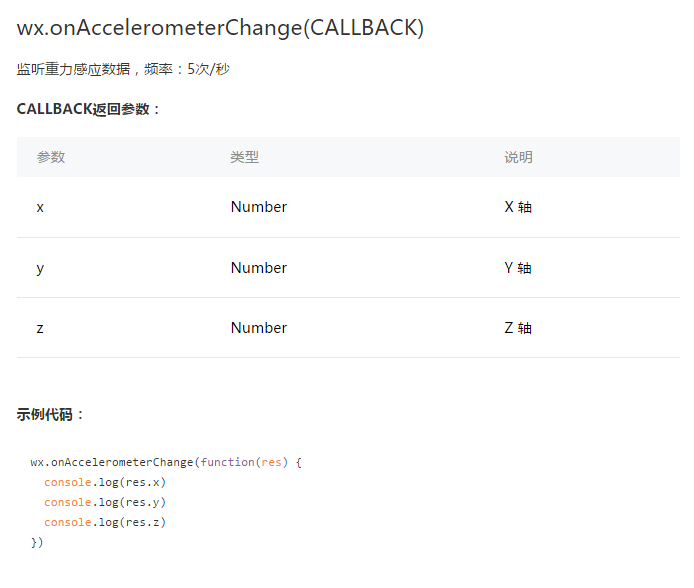 wx.onAccelerometerChange(CALLBACK)
监听重力感应数据，频率：5次/秒
CALLBACK返回参数：
参数 类型 说明
x Number X 轴
y Number Y 轴
z Number Z 轴
示例代码：
wx.onAccelerometerChange(function(res) {
  console.log(res.x)
  console.log(res.y)
  console.log(res.z)
})